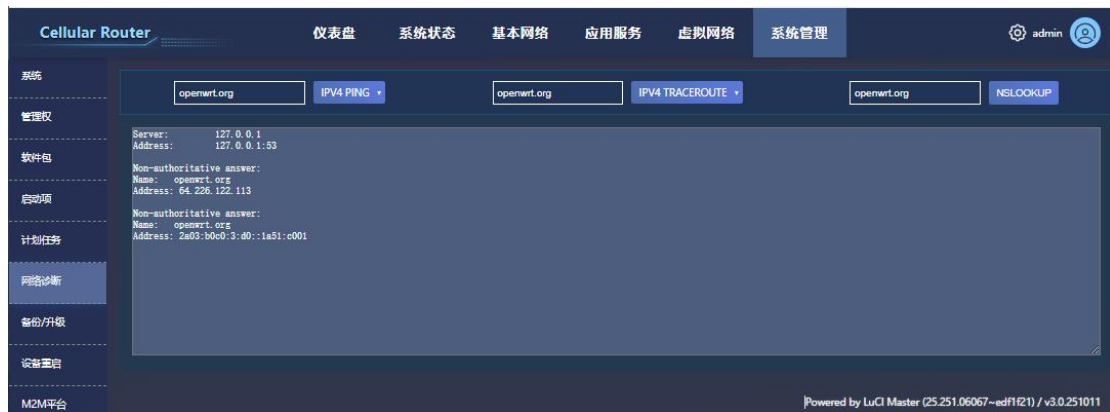 Cellular Router 仪表盘 系统状态 基本网络 应用服务 虚拟网络 系统管理 admin
系统
管理权
软件包
启动项
计划任务
网络诊断
备份/升级
设备重启
M2M平台
openwrt.org IPV4 PING openwrt.org IPV4 TRACEROUTE openwrt.org NSLOOKUP
Server: 127.0.0.1
Address: 127.0.0.1:53
Non-authoritative answer:
Name: openwrt.org
Address: 64.226.122.113
Non-authoritative answer:
Name: openwrt.org
Address: 2a03:b0c0:3:d0::1a51:c001
Powered by LuCI Master (25.251.06067~edf1f21) / v3.0.251011